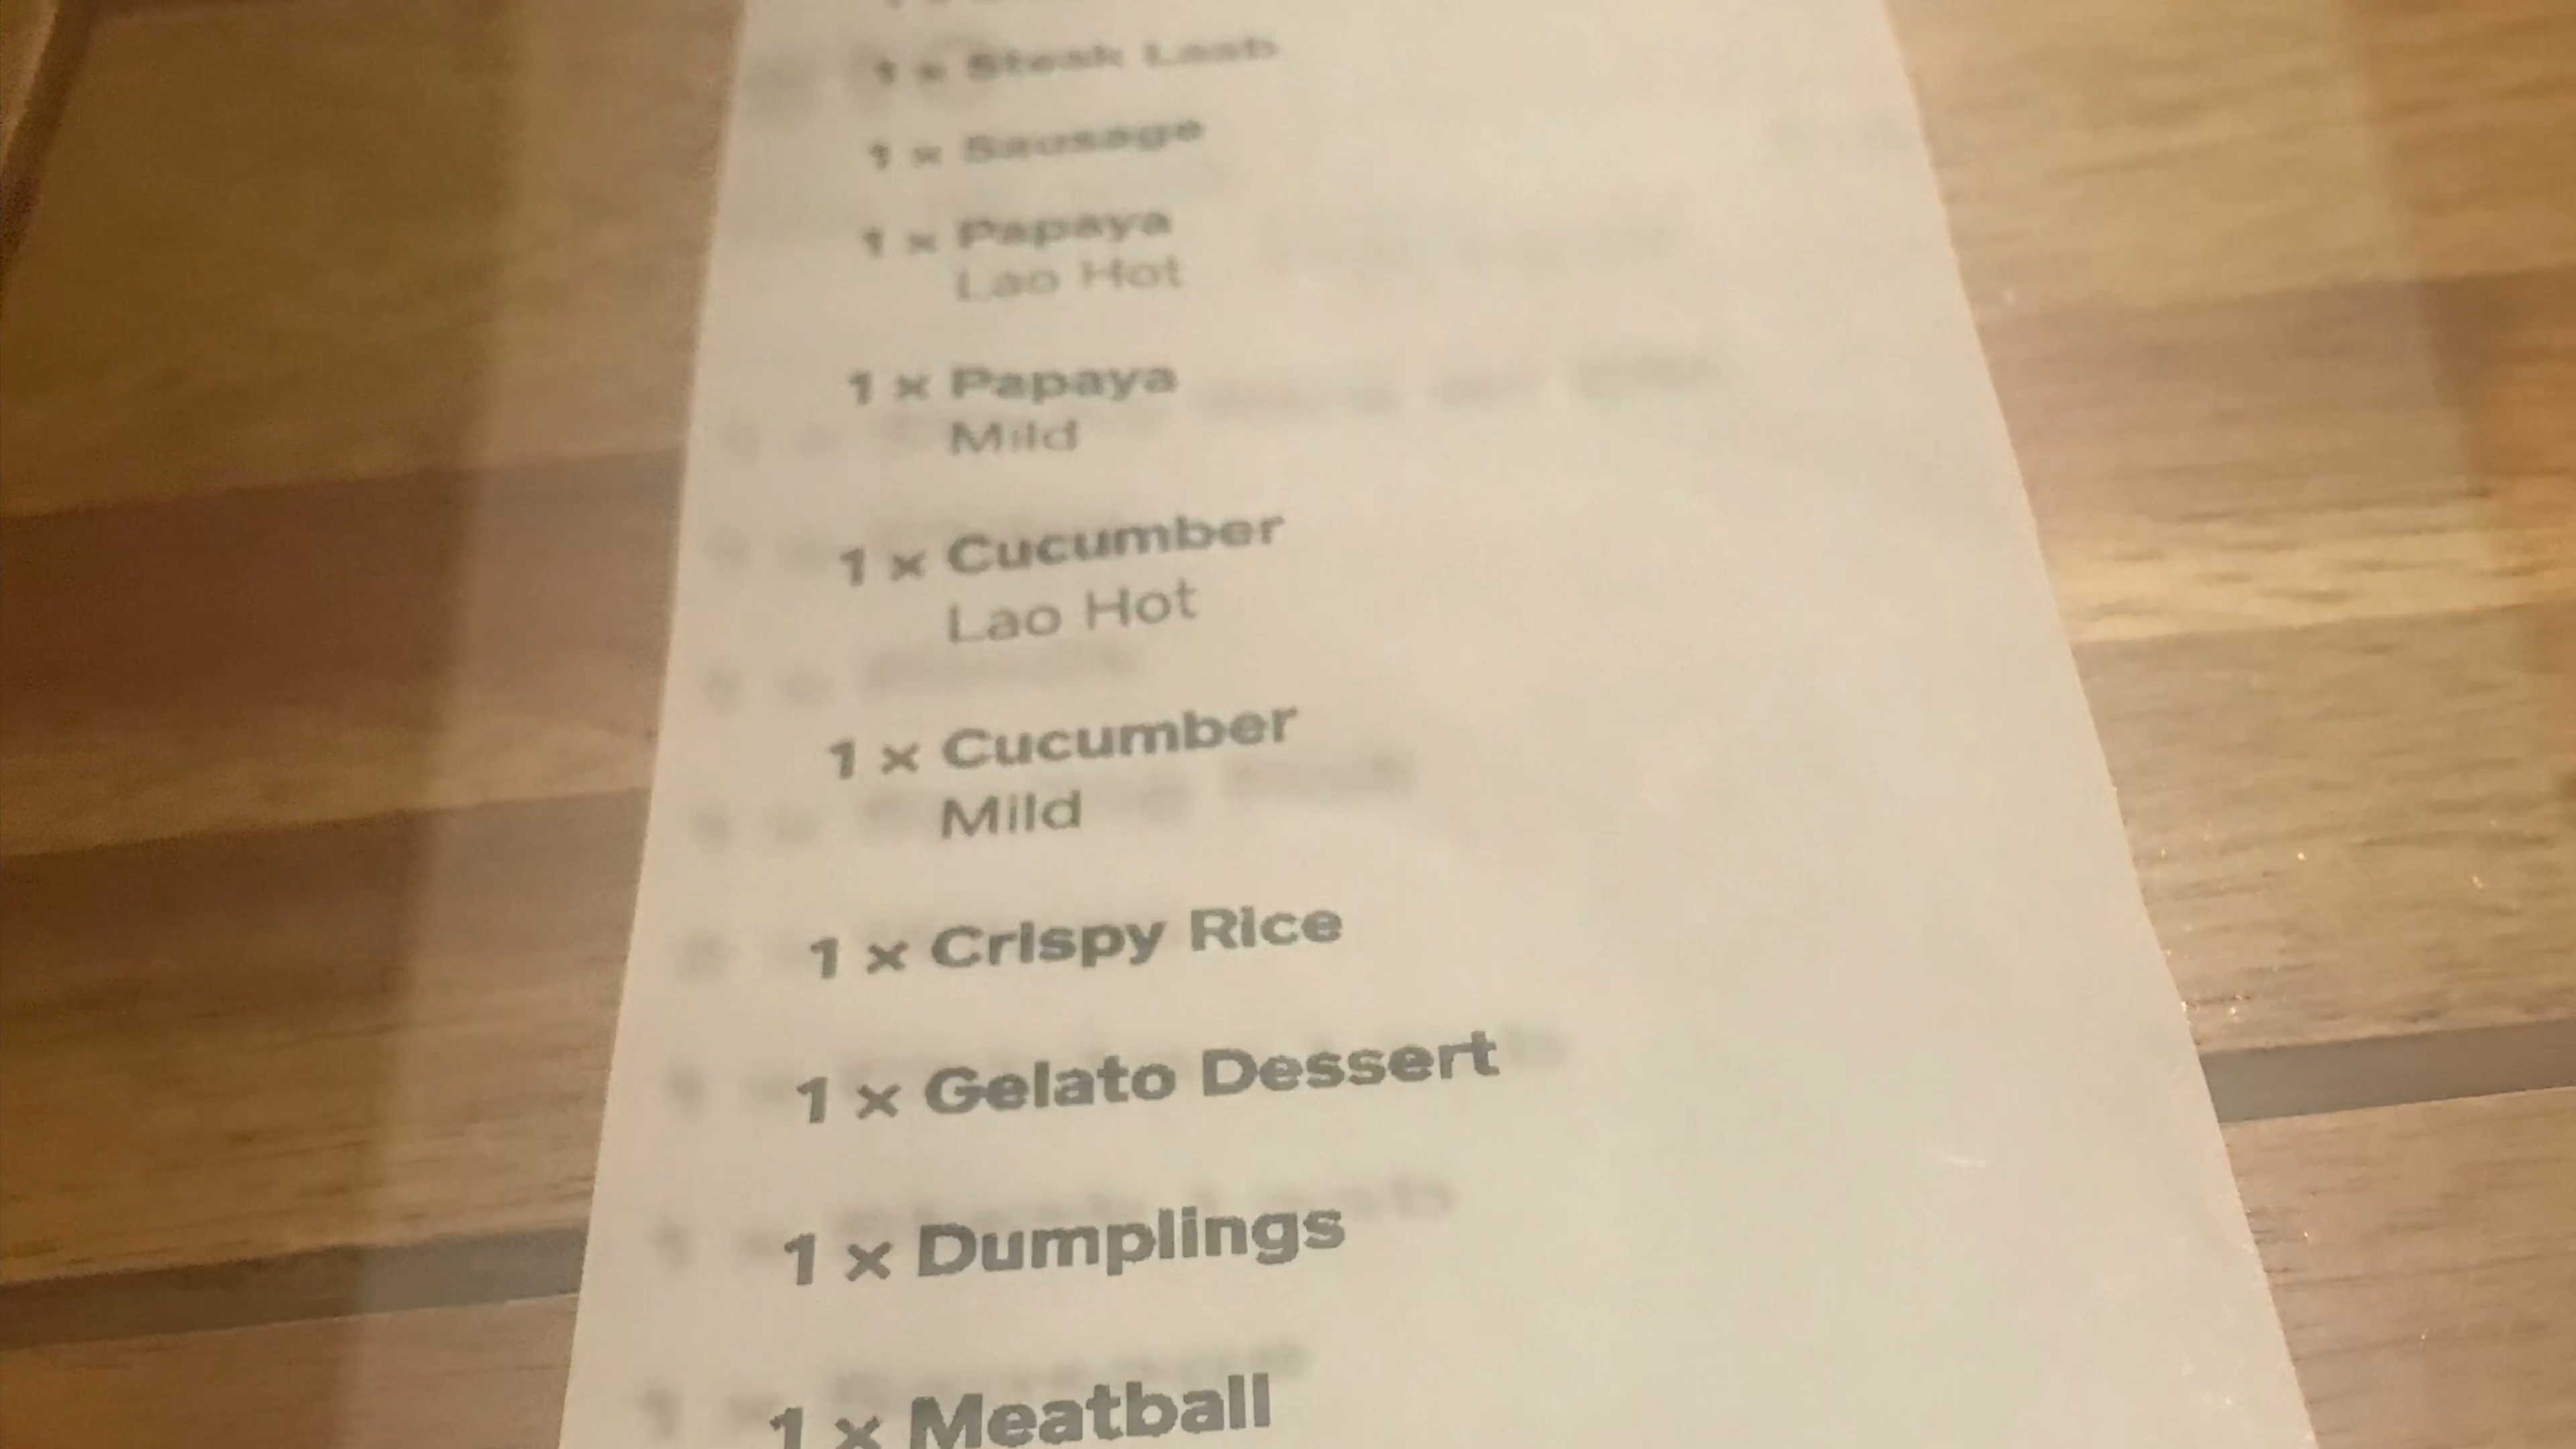 1 x Steak Laab
1 x Sausage
1 x Papaya
Lao Hot
1 x Papaya
Mild
1 x Cucumber
Lao Hot
1 x Cucumber
Mild
1 x Crispy Rice
1 x Gelato Dessert
1 x Dumplings
1 x Meatball